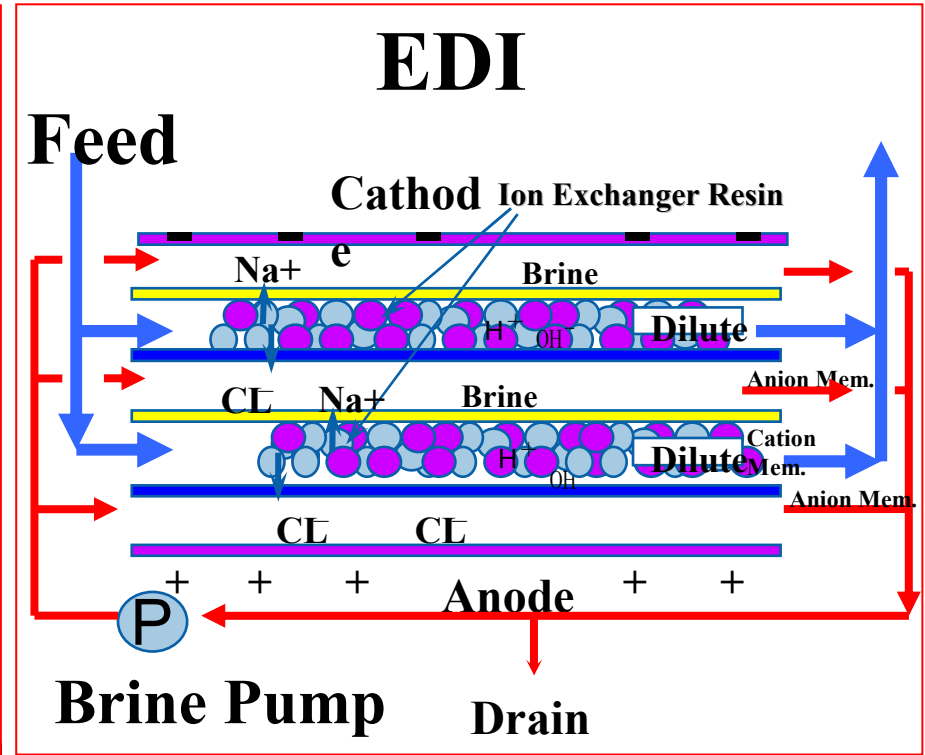 EDI
Feed
Cathod
e
Ion Exchanger Resin
Na+
Brine
H+
OH-
Dilute
Anion Mem.
CL-
Na+
Brine
Cation
Mem.
H+
OH
Dilute
Anion Mem.
CL-
CL-
+ + + + +
Anode
P
Brine Pump
Drain